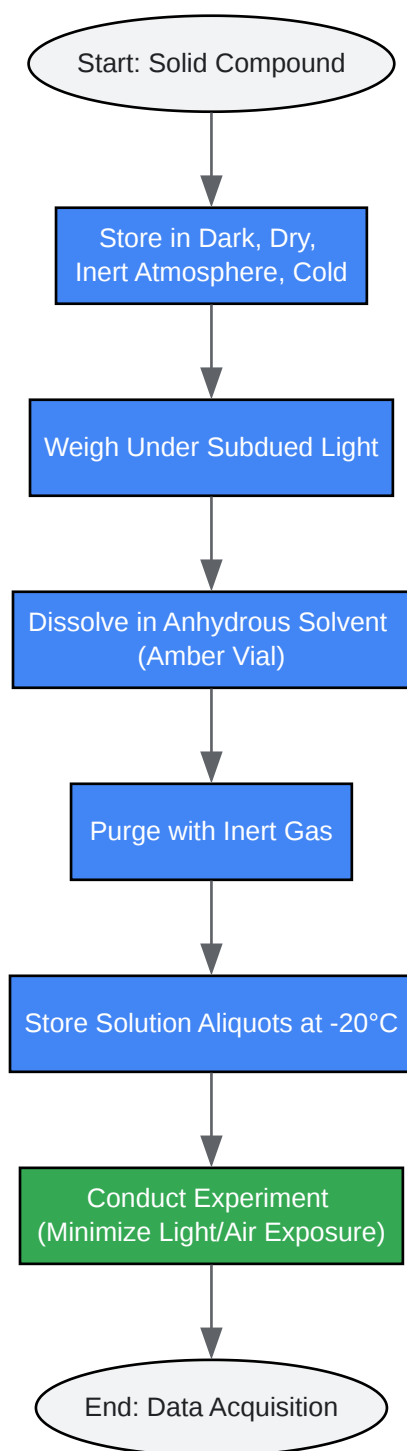 Start: Solid Compound
Store in Dark, Dry,
Inert Atmosphere, Cold
Weigh Under Subdued Light
Dissolve in Anhydrous Solvent
(Amber Vial)
Purge with Inert Gas
Store Solution Aliquots at -20°C
Conduct Experiment
(Minimize Light/Air Exposure)
End: Data Acquisition